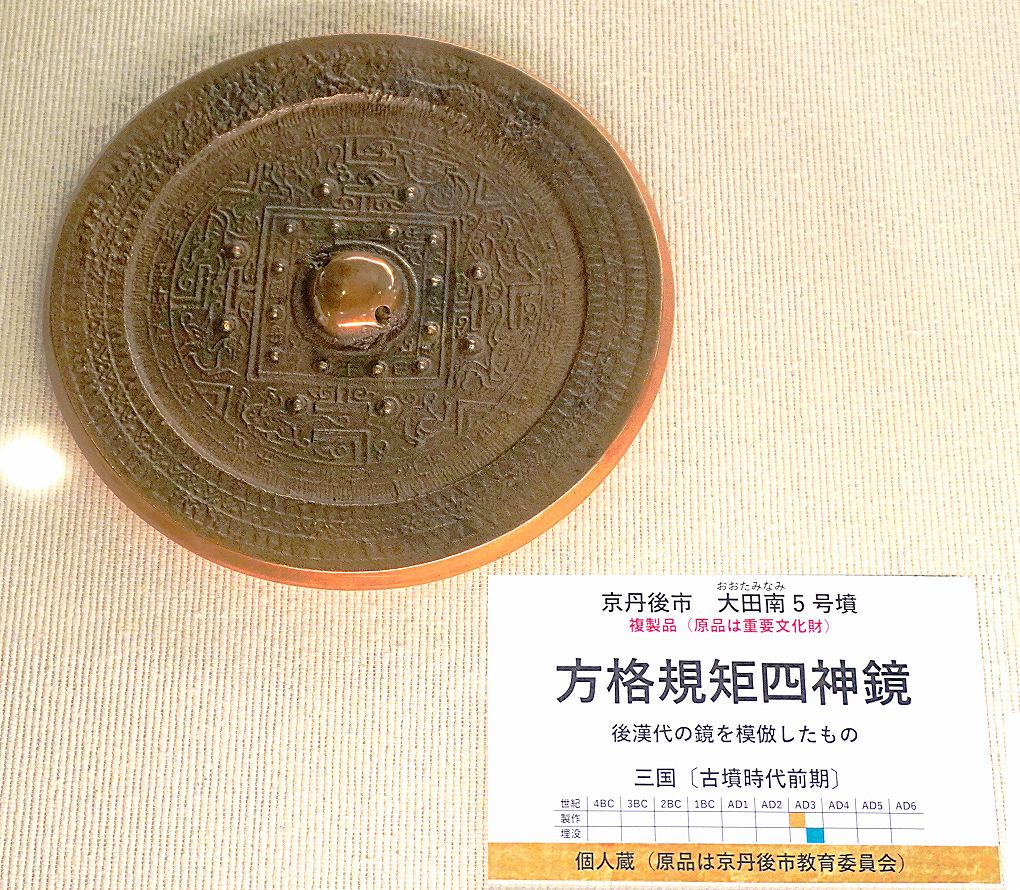 おおたみなみ
京丹後市 大田南5号墳
複製品（原品は重要文化財）
方格規矩四神鏡
後漢代の鏡を模倣したもの
三国〔古墳時代前期〕
世紀 4BC 3BC 2BC 1BC AD1 AD2 AD3 AD4 AD5 AD6
製作
埋没
個人蔵（原品は京丹後市教育委員会）